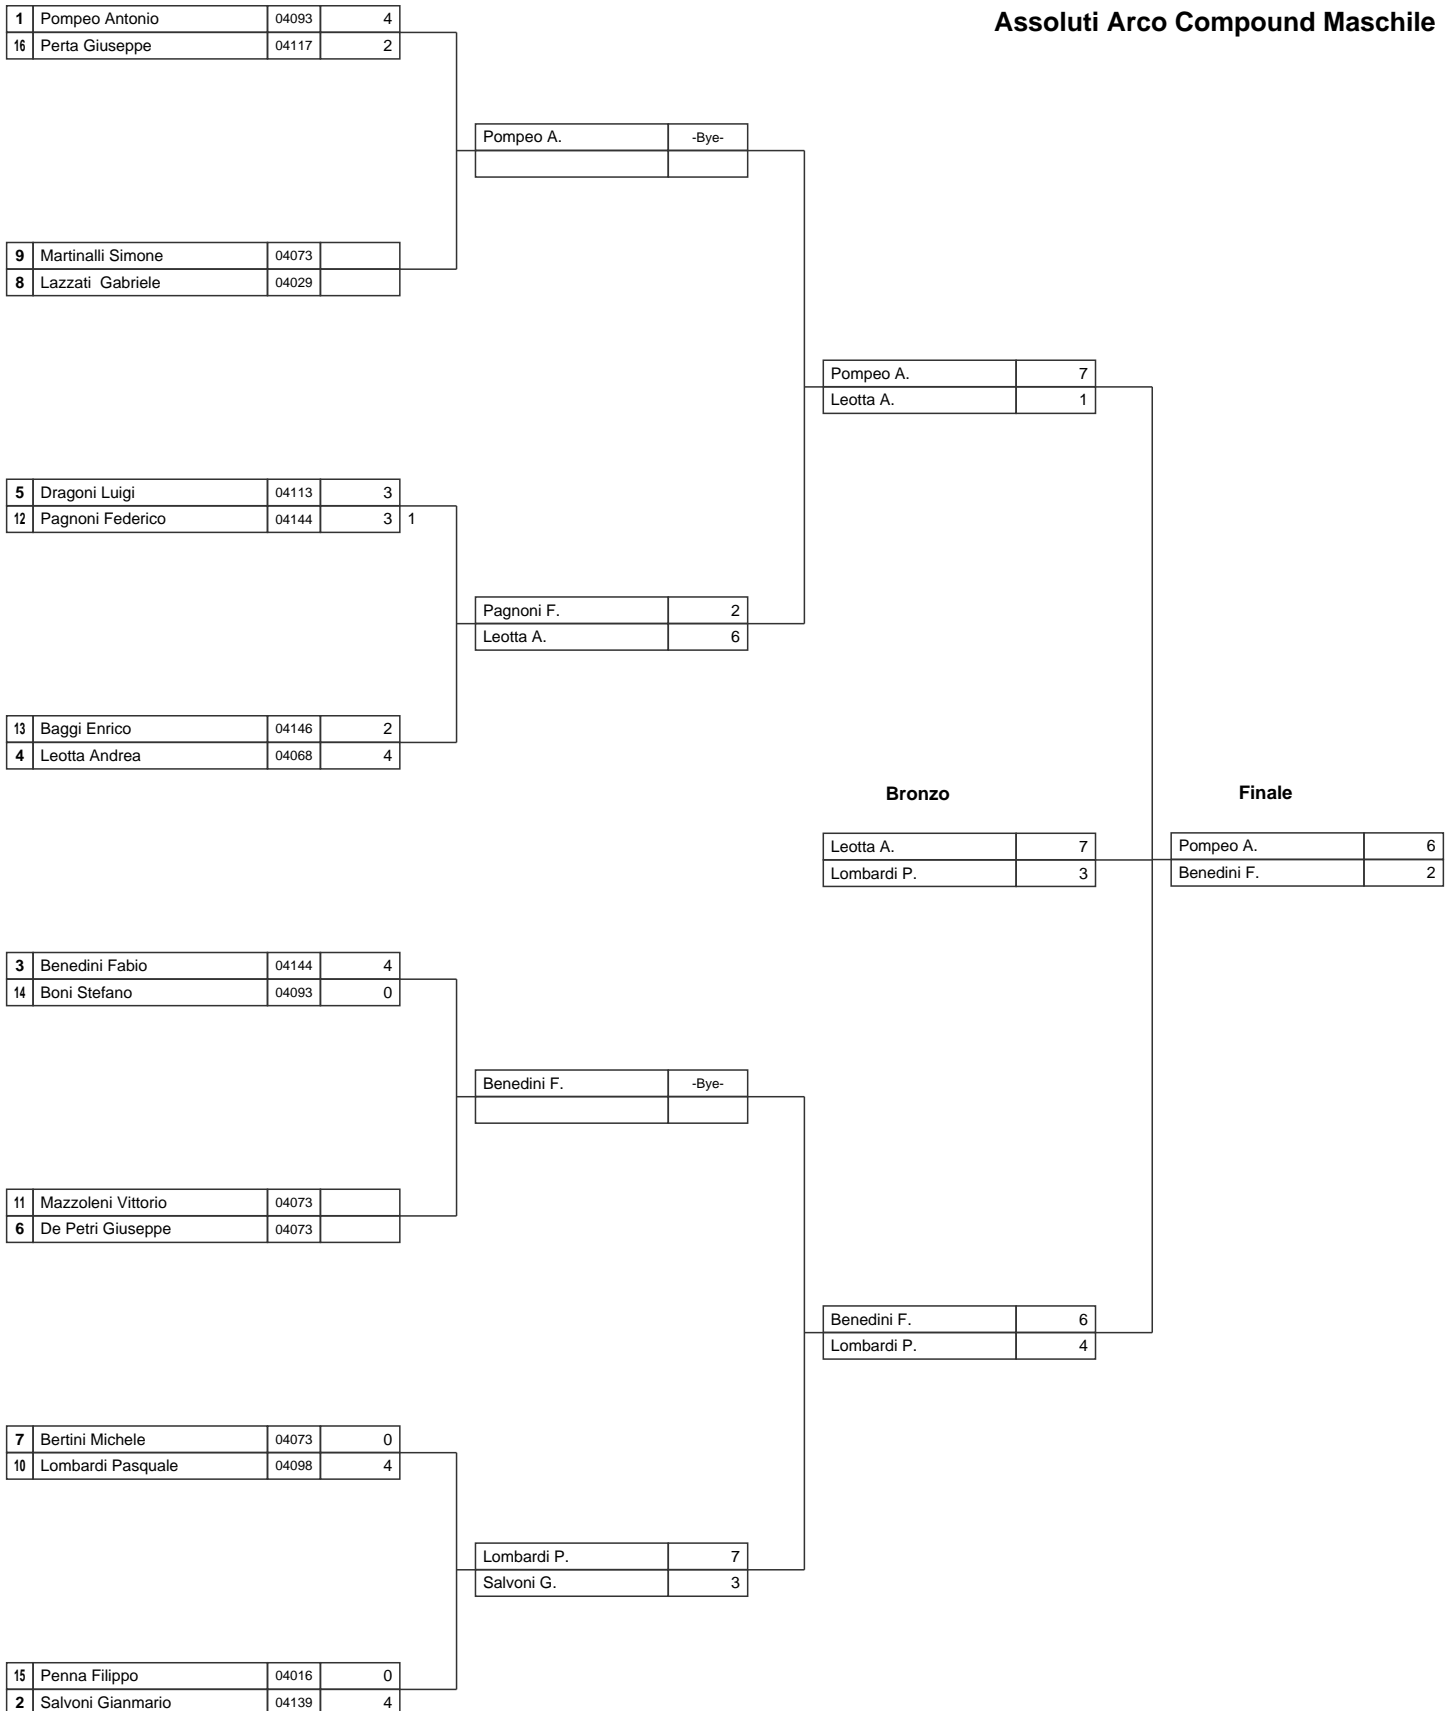 Assoluti Arco Compound Maschile
1 Pompeo Antonio 04093 4
16 Perta Giuseppe 04117 2
Pompeo A. -Bye-
9 Martinalli Simone 04073
8 Lazzati Gabriele 04029
Pompeo A. 7
Leotta A. 1
5 Dragoni Luigi 04113 3
12 Pagnoni Federico 04144 3 1
Pagnoni F. 2
Leotta A. 6
13 Baggi Enrico 04146 2
4 Leotta Andrea 04068 4
Bronzo Finale
Leotta A. 7 Pompeo A. 6
Lombardi P. 3 Benedini F. 2
3 Benedini Fabio 04144 4
14 Boni Stefano 04093 0
Benedini F. -Bye-
11 Mazzoleni Vittorio 04073
6 De Petri Giuseppe 04073
Benedini F. 6
Lombardi P. 4
7 Bertini Michele 04073 0
10 Lombardi Pasquale 04098 4
Lombardi P. 7
Salvoni G. 3
15 Penna Filippo 04016 0
2 Salvoni Gianmario 04139 4